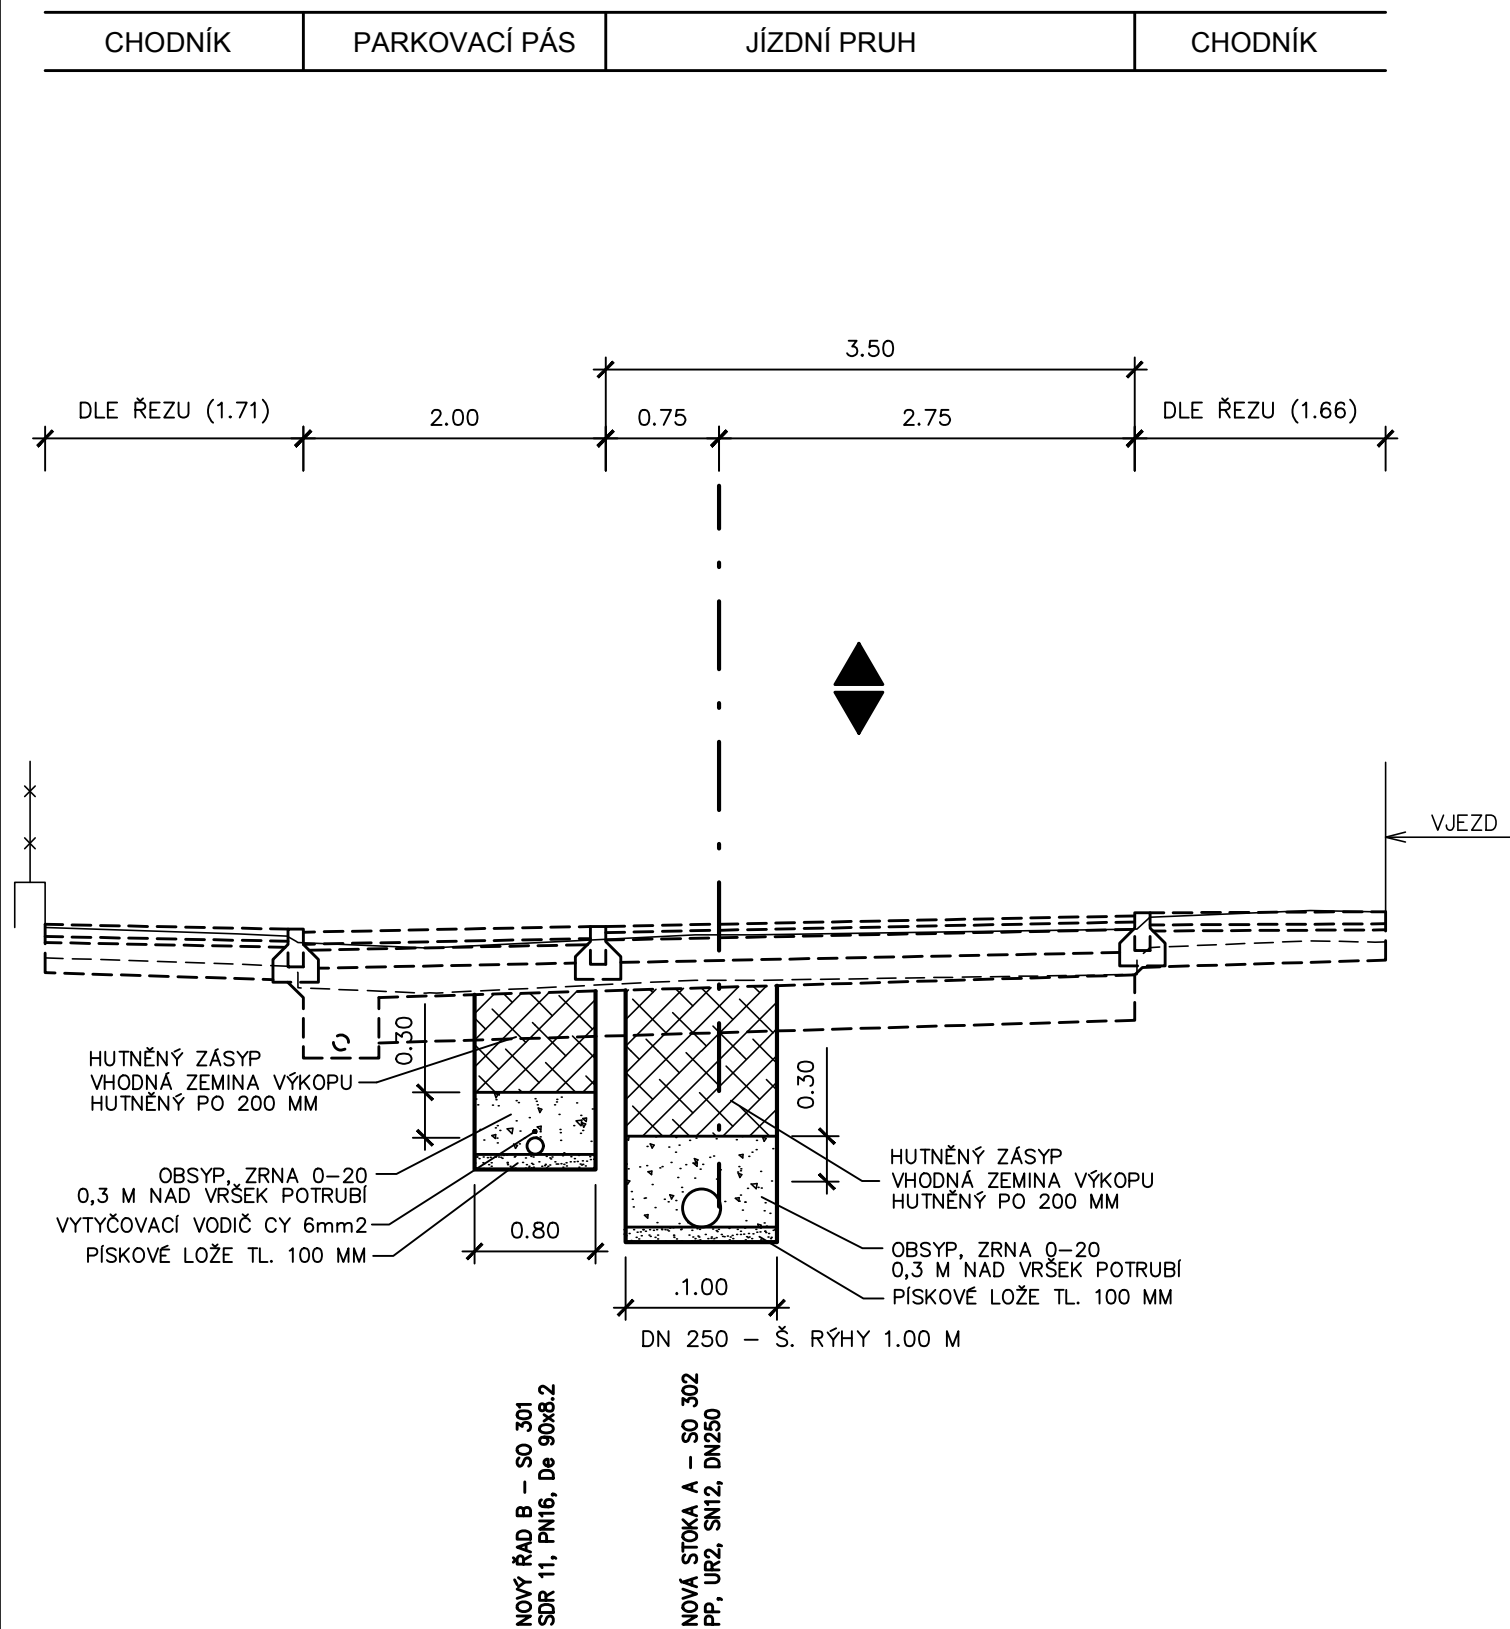 CHODNÍK
PARKOVACÍ PÁS
JÍZDNÍ PRUH
CHODNÍK
3.50
DLE ŘEZU (1.71)
2.00
0.75
2.75
DLE ŘEZU (1.66)
VJEZD
0.30
HUTNĚNÝ ZÁSYP
VHODNÁ ZEMINA VÝKOPU
HUTNĚNÝ PO 200 MM
OBSYP, ZRNA 0-20
0,3 M NAD VRŠEK POTRUBÍ
VYTYČOVACÍ VODIČ CY 6mm2
PÍSKOVÉ LOŽE TL. 100 MM
0.80
0.30
HUTNĚNÝ ZÁSYP
VHODNÁ ZEMINA VÝKOPU
HUTNĚNÝ PO 200 MM
OBSYP, ZRNA 0-20
0,3 M NAD VRŠEK POTRUBÍ
PÍSKOVÉ LOŽE TL. 100 MM
.1.00
DN 250 – Š. RÝHY 1.00 M
NOVÝ ŘAD B – SO 301
SDR 11, PN16, De 90x8.2
NOVÁ STOKA A – SO 302
PP, UR2, SN12, DN250